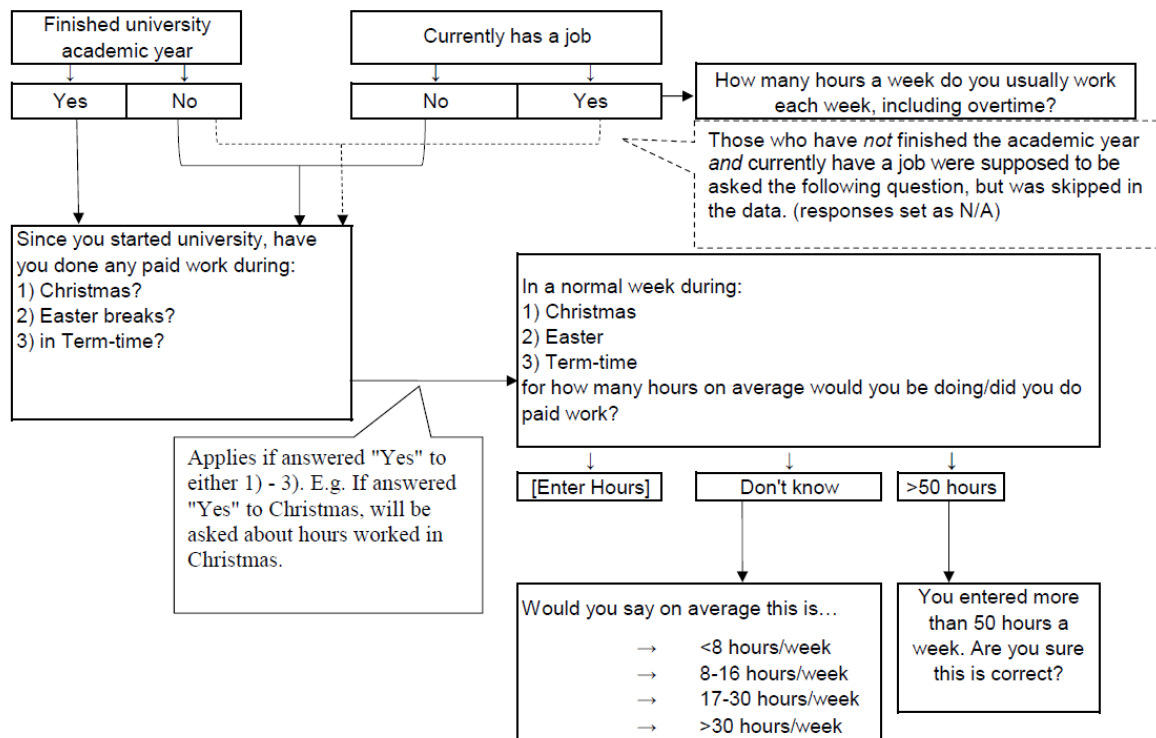 Finished university
academic year
Currently has a job
↓
↓
↓
↓
Yes
No
No
Yes
How many hours a week do you usually work
each week, including overtime?
Those who have not finished the academic year
and currently have a job were supposed to be
asked the following question, but was skipped in
the data. (responses set as N/A)
Since you started university, have
you done any paid work during:
1) Christmas?
2) Easter breaks?
3) in Term-time?
In a normal week during:
1) Christmas
2) Easter
3) Term-time
for how many hours on average would you be doing/did you do
paid work?
Applies if answered "Yes" to
either 1) - 3). E.g. If answered
"Yes" to Christmas, will be
asked about hours worked in
Christmas.
↓
↓
↓
[Enter Hours]
Don't know
>50 hours
Would you say on average this is…
→ <8 hours/week
→ 8-16 hours/week
→ 17-30 hours/week
→ >30 hours/week
You entered more
than 50 hours a
week. Are you sure
this is correct?